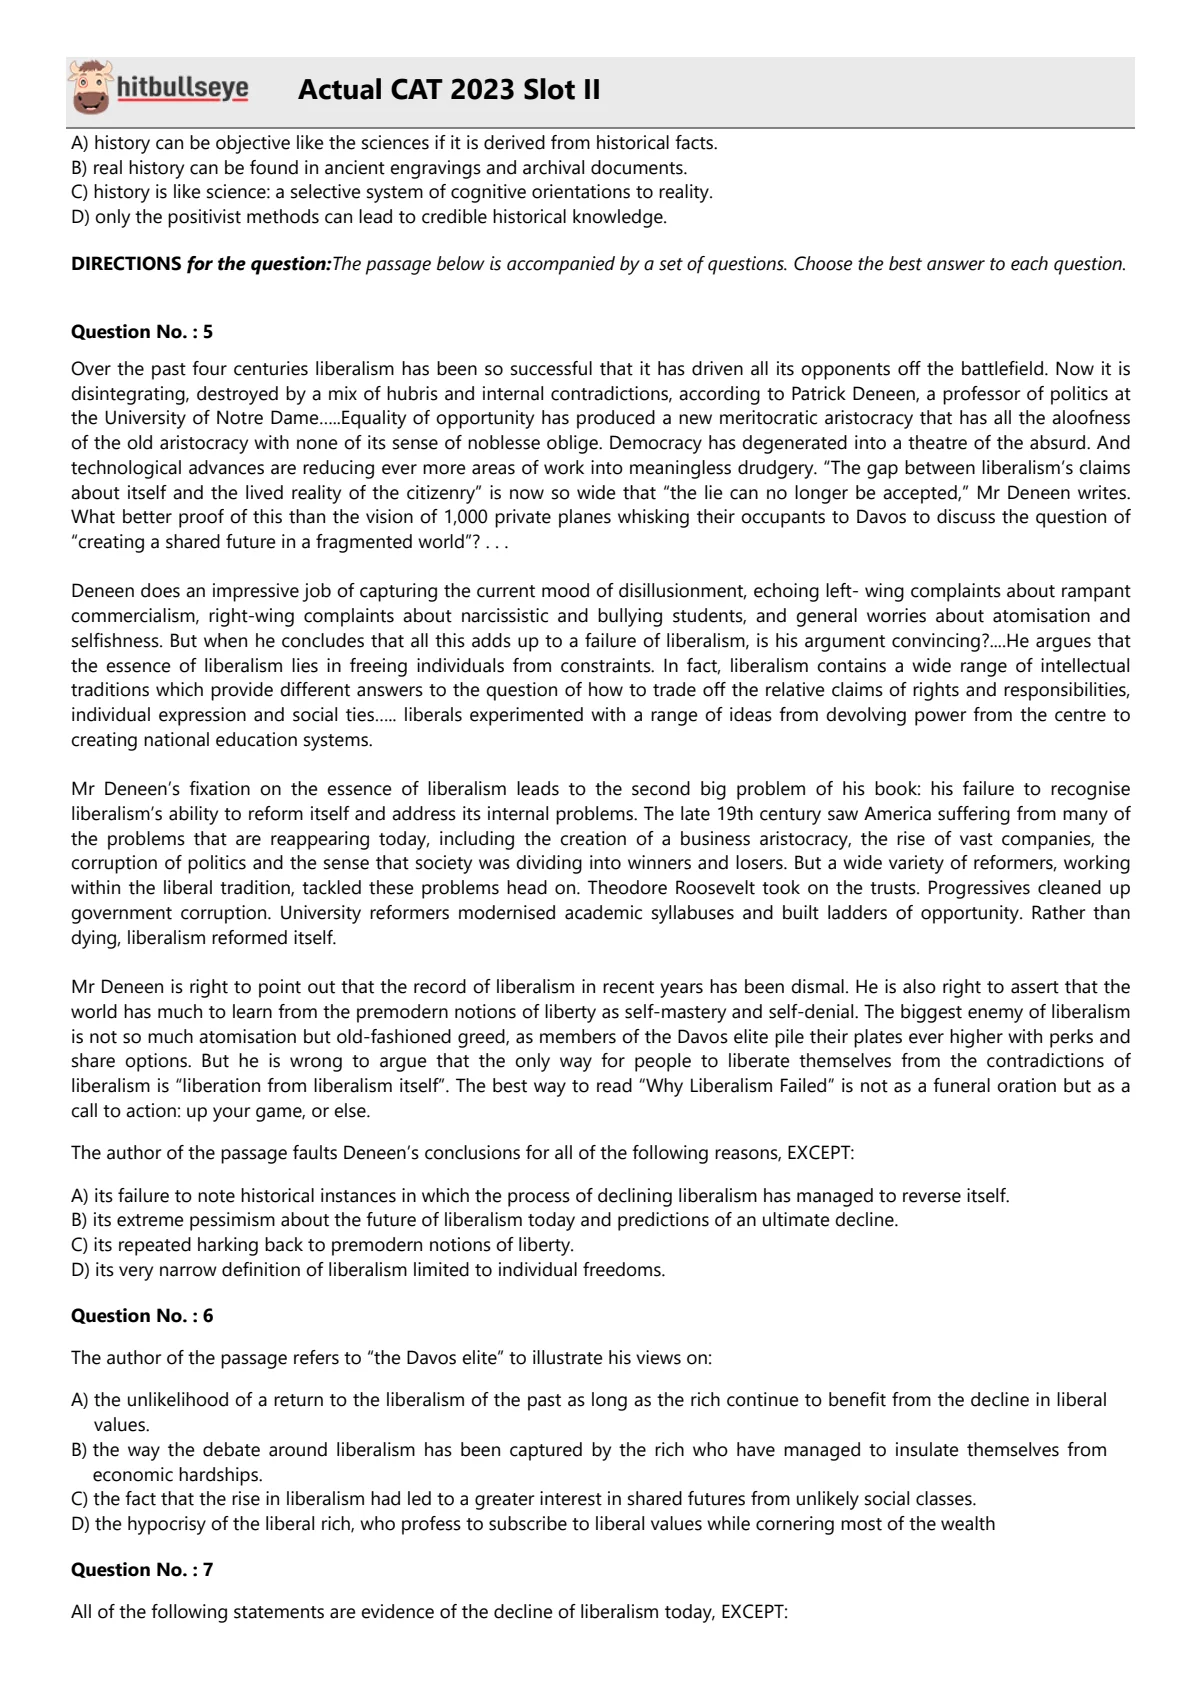 hitbullseye Actual CAT 2023 Slot II
A) history can be objective like the sciences if it is derived from historical facts.
B) real history can be found in ancient engravings and archival documents.
C) history is like science: a selective system of cognitive orientations to reality.
D) only the positivist methods can lead to credible historical knowledge.
DIRECTIONS for the question:The passage below is accompanied by a set of questions. Choose the best answer to each question.
Question No. : 5
Over the past four centuries liberalism has been so successful that it has driven all its opponents off the battlefield. Now it is
disintegrating, destroyed by a mix of hubris and internal contradictions, according to Patrick Deneen, a professor of politics at
the University of Notre Dame…..Equality of opportunity has produced a new meritocratic aristocracy that has all the aloofness
of the old aristocracy with none of its sense of noblesse oblige. Democracy has degenerated into a theatre of the absurd. And
technological advances are reducing ever more areas of work into meaningless drudgery. “The gap between liberalism’s claims
about itself and the lived reality of the citizenry” is now so wide that “the lie can no longer be accepted,” Mr Deneen writes.
What better proof of this than the vision of 1,000 private planes whisking their occupants to Davos to discuss the question of
“creating a shared future in a fragmented world”? . . .
Deneen does an impressive job of capturing the current mood of disillusionment, echoing left- wing complaints about rampant
commercialism, right-wing complaints about narcissistic and bullying students, and general worries about atomisation and
selfishness. But when he concludes that all this adds up to a failure of liberalism, is his argument convincing?....He argues that
the essence of liberalism lies in freeing individuals from constraints. In fact, liberalism contains a wide range of intellectual
traditions which provide different answers to the question of how to trade off the relative claims of rights and responsibilities,
individual expression and social ties….. liberals experimented with a range of ideas from devolving power from the centre to
creating national education systems.
Mr Deneen’s fixation on the essence of liberalism leads to the second big problem of his book: his failure to recognise
liberalism’s ability to reform itself and address its internal problems. The late 19th century saw America suffering from many of
the problems that are reappearing today, including the creation of a business aristocracy, the rise of vast companies, the
corruption of politics and the sense that society was dividing into winners and losers. But a wide variety of reformers, working
within the liberal tradition, tackled these problems head on. Theodore Roosevelt took on the trusts. Progressives cleaned up
government corruption. University reformers modernised academic syllabuses and built ladders of opportunity. Rather than
dying, liberalism reformed itself.
Mr Deneen is right to point out that the record of liberalism in recent years has been dismal. He is also right to assert that the
world has much to learn from the premodern notions of liberty as self-mastery and self-denial. The biggest enemy of liberalism
is not so much atomisation but old-fashioned greed, as members of the Davos elite pile their plates ever higher with perks and
share options. But he is wrong to argue that the only way for people to liberate themselves from the contradictions of
liberalism is “liberation from liberalism itself”. The best way to read “Why Liberalism Failed” is not as a funeral oration but as a
call to action: up your game, or else.
The author of the passage faults Deneen’s conclusions for all of the following reasons, EXCEPT:
A) its failure to note historical instances in which the process of declining liberalism has managed to reverse itself.
B) its extreme pessimism about the future of liberalism today and predictions of an ultimate decline.
C) its repeated harking back to premodern notions of liberty.
D) its very narrow definition of liberalism limited to individual freedoms.
Question No. : 6
The author of the passage refers to “the Davos elite” to illustrate his views on:
A) the unlikelihood of a return to the liberalism of the past as long as the rich continue to benefit from the decline in liberal
values.
B) the way the debate around liberalism has been captured by the rich who have managed to insulate themselves from
economic hardships.
C) the fact that the rise in liberalism had led to a greater interest in shared futures from unlikely social classes.
D) the hypocrisy of the liberal rich, who profess to subscribe to liberal values while cornering most of the wealth
Question No. : 7
All of the following statements are evidence of the decline of liberalism today, EXCEPT: